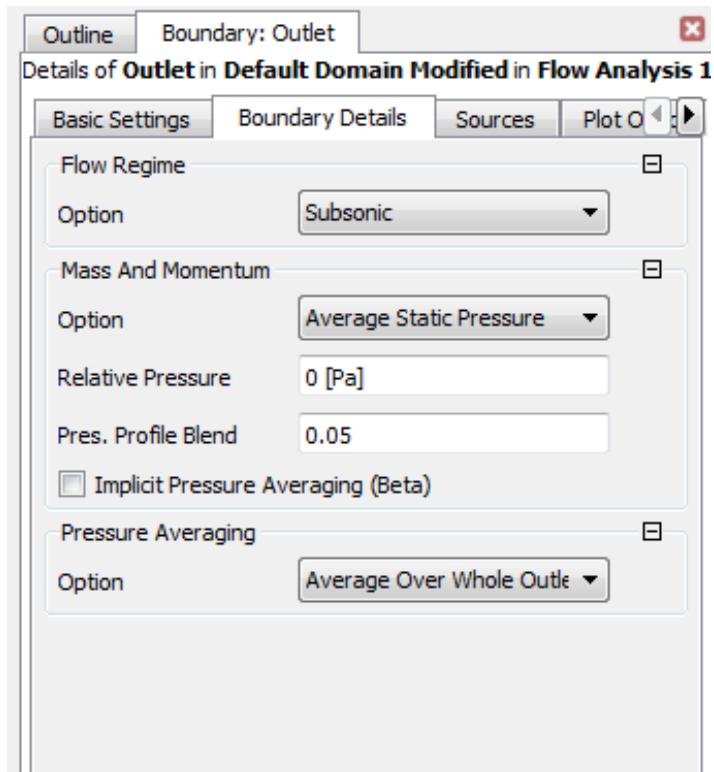 Outline Boundary: Outlet
Details of Outlet in Default Domain Modified in Flow Analysis 1
Basic Settings Boundary Details Sources Plot O
Flow Regime
Option Subsonic
Mass And Momentum
Option Average Static Pressure
Relative Pressure 0 [Pa]
Pres. Profile Blend 0.05
Implicit Pressure Averaging (Beta)
Pressure Averaging
Option Average Over Whole Outle